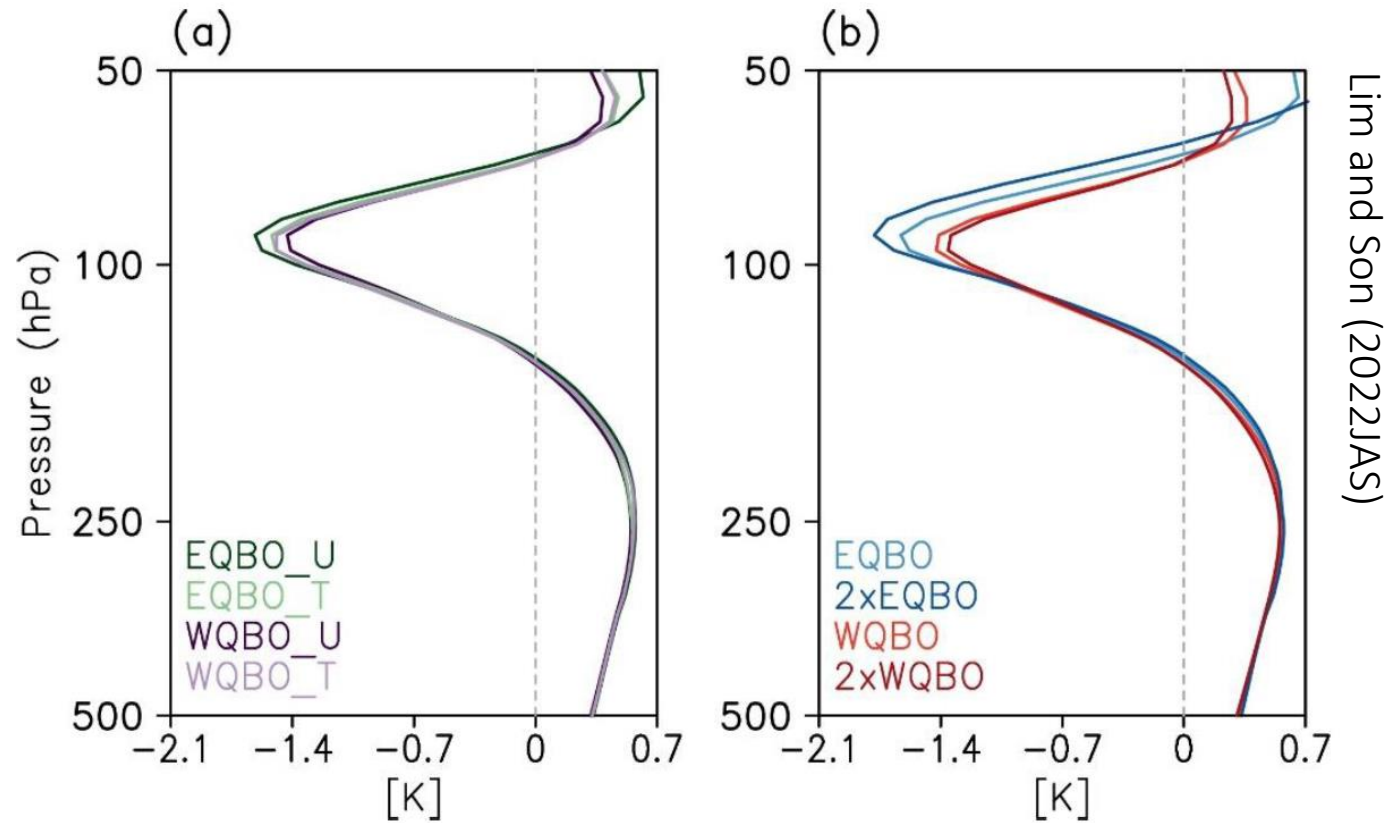 (a)
50
100
250
500
Pressure (hPa)
EQBO_U
EQBO_T
WQBO_U
WQBO_T
−2.1 −1.4 −0.7 0 0.7
[K]
(b)
50
100
250
500
EQBO
2xEQBO
WQBO
2xWQBO
−2.1 −1.4 −0.7 0 0.7
[K]
Lim and Son (2022JAS)